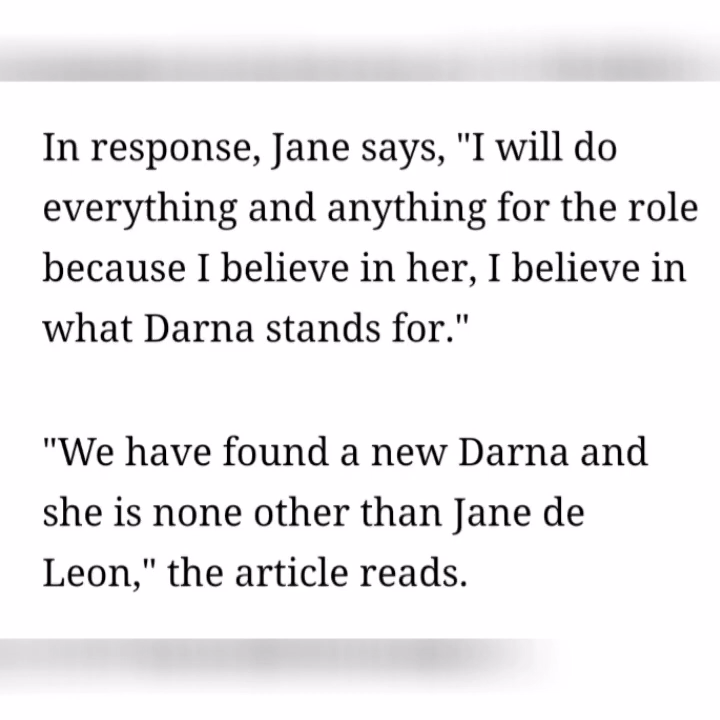 In response, Jane says, "I will do
everything and anything for the role
because I believe in her, I believe in
what Darna stands for."
"We have found a new Darna and
she is none other than Jane de
Leon," the article reads.